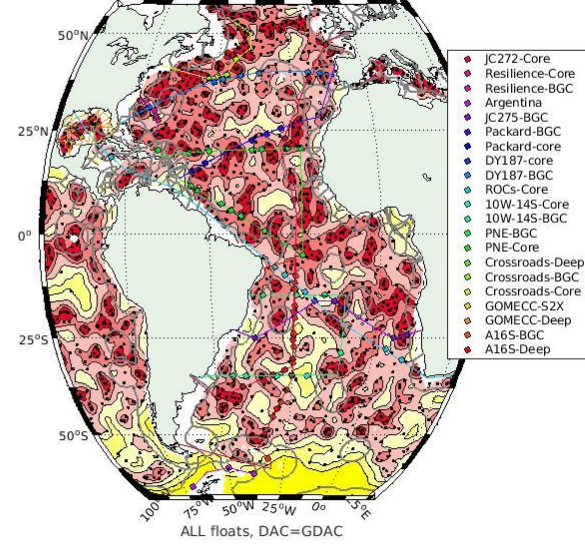 50°N
25°N
0°
25°S
50°S
100°
75°W
50°W
25°W
0°
5°E
ALL floats, DAC=GDAC
JC272-Core
Resilience-Core
Resilience-BGC
Argentina
JC275-BGC
Packard-BGC
Packard-core
DY187-core
DY187-BGC
ROCs-Core
10W-14S-Core
10W-14S-BGC
PNE-BGC
PNE-Core
Crossroads-Deep
Crossroads-BGC
Crossroads-Core
GOMECC-S2X
GOMECC-Deep
A16S-BGC
A16S-Deep